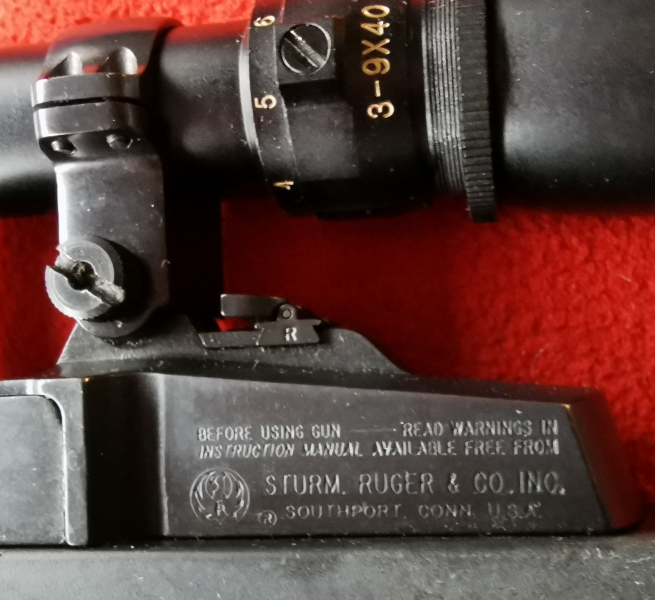 6
5
4
3-9X40
R
BEFORE USING GUN — READ WARNINGS IN
INSTRUCTION MANUAL AVAILABLE FREE FROM
STURM, RUGER & CO., INC.
® SOUTHPORT, CONN. U.S.A.